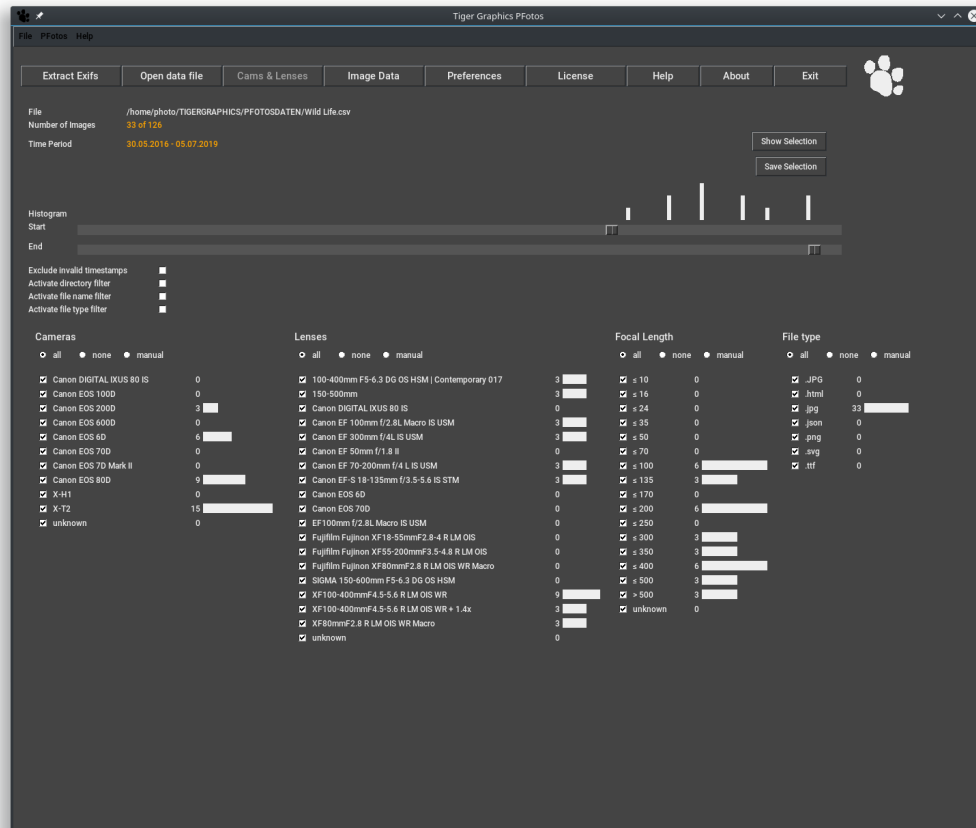 Tiger Graphics PFotos
File PFotos Help
Extract Exifs Open data file Cams & Lenses Image Data Preferences License Help About Exit
File /home/photo/TIGERGRAPHICS/PFOTOSDATEN/Wild Life.csv
Number of Images 33 of 126
Time Period 30.05.2016 - 05.07.2019
Show Selection
Save Selection
Histogram
Start
End
Exclude invalid timestamps
Activate directory filter
Activate file name filter
Activate file type filter
Cameras Lenses Focal Length File type
all none manual all none manual all none manual all none manual
Canon DIGITAL IXUS 80 IS 0 100-400mm F5-6.3 DG OS HSM | Contemporary 017 3 ≤ 10 0 .JPG 0
Canon EOS 100D 0 150-500mm 3 ≤ 16 0 .html 0
Canon EOS 200D 3 Canon DIGITAL IXUS 80 IS 0 ≤ 24 0 .jpg 33
Canon EOS 600D 0 Canon EF 100mm f/2.8L Macro IS USM 3 ≤ 35 0 .json 0
Canon EOS 6D 6 Canon EF 300mm f/4L IS USM 3 ≤ 50 0 .png 0
Canon EOS 70D 0 Canon EF 50mm f/1.8 II 0 ≤ 70 0 .svg 0
Canon EOS 7D Mark II 0 Canon EF 70-200mm f/4 L IS USM 3 ≤ 100 6 .ttf 0
Canon EOS 80D 9 Canon EF-S 18-135mm f/3.5-5.6 IS STM 3 ≤ 135 3
X-H1 0 Canon EOS 6D 0 ≤ 170 0
X-T2 15 Canon EOS 70D 0 ≤ 200 6
unknown 0 EF100mm f/2.8L Macro IS USM 0 ≤ 250 0
Fujifilm Fujinon XF18-55mmF2.8-4 R LM OIS 0 ≤ 300 3
Fujifilm Fujinon XF55-200mmF3.5-4.8 R LM OIS 0 ≤ 350 3
Fujifilm Fujinon XF80mmF2.8 R LM OIS WR Macro 0 ≤ 400 6
SIGMA 150-600mm F5-6.3 DG OS HSM 0 ≤ 500 3
XF100-400mmF4.5-5.6 R LM OIS WR 9 > 500 3
XF100-400mmF4.5-5.6 R LM OIS WR + 1.4x 3 unknown 0
XF80mmF2.8 R LM OIS WR Macro 3
unknown 0